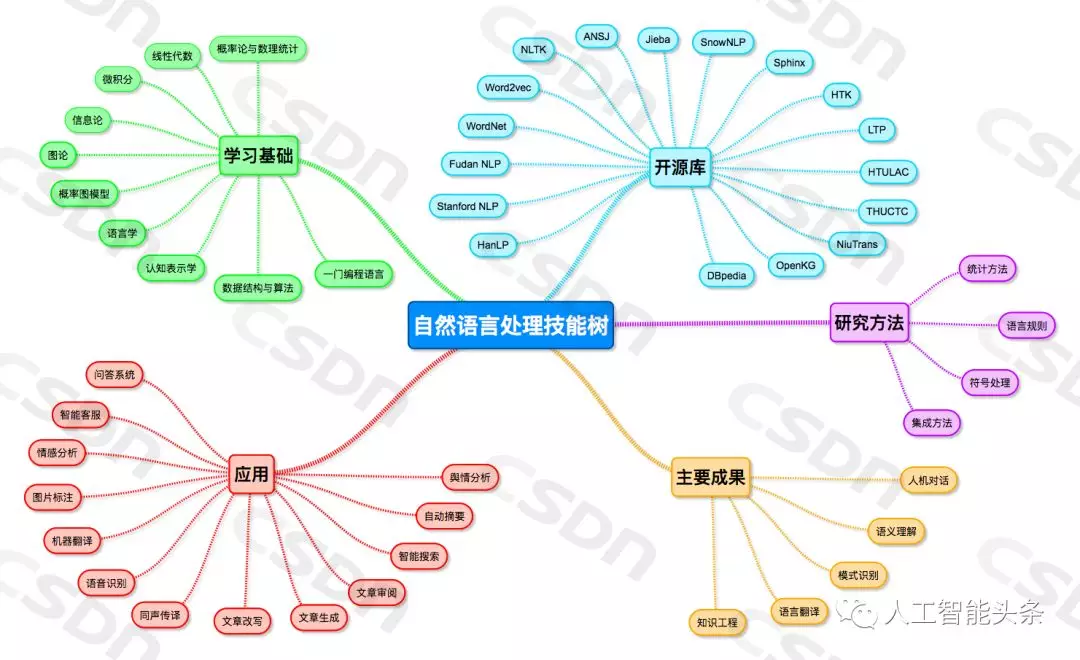 自然语言处理技能树
学习基础
概率论与数理统计
线性代数
微积分
信息论
图论
概率图模型
语言学
认知表示学
数据结构与算法
一门编程语言
开源库
HanLP
Stanford NLP
Fudan NLP
WordNet
Word2vec
NLTK
ANSJ
Jieba
SnowNLP
Sphinx
HTK
LTP
HTULAC
THUCTC
NiuTrans
OpenKG
DBpedia
研究方法
统计方法
语言规则
符号处理
集成方法
主要成果
人机对话
语义理解
模式识别
语言翻译
知识工程
应用
问答系统
智能客服
情感分析
图片标注
机器翻译
语音识别
同声传译
文章改写
文章生成
文章审阅
智能搜索
自动摘要
舆情分析
人工智能头条
CSDn
CSDn
CSDn
CSDn
CSDn
CSDn